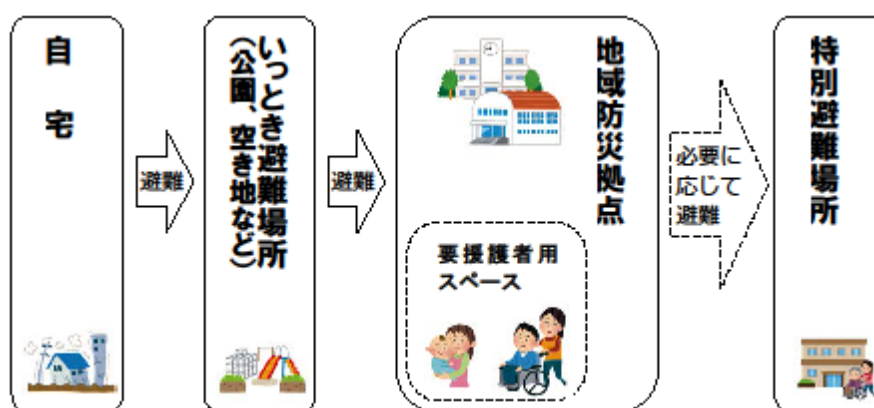 自宅
避難
いっとき避難場所
(公園、空き地など)
避難
地域防災拠点
要援護者用
スペース
必要に
応じて
避難
特別避難場所